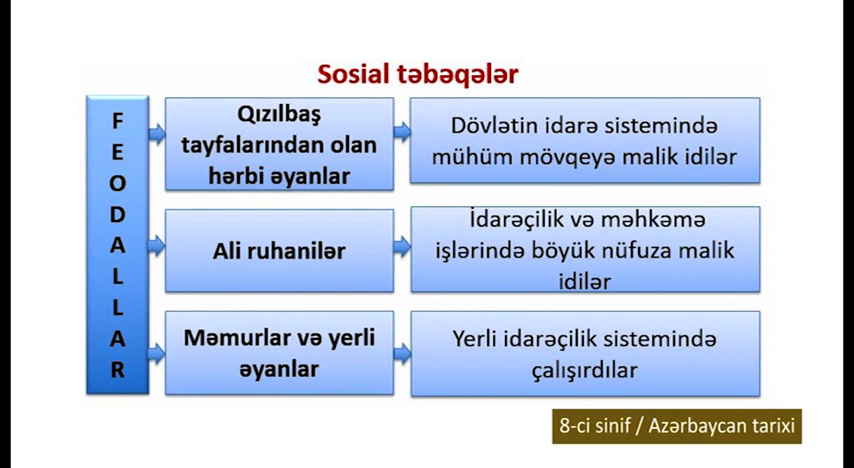 Sosial təbəqələr
FEODALLAR
Qızılbaş
tayfalarından olan
hərbi əyanlar
Dövlətin idarə sistemində
mühüm mövqeyə malik idilər
Ali ruhanilər
İdarəçilik və məhkəmə
işlərində böyük nüfuza malik
idilər
Məmurlar və yerli
əyanlar
Yerli idarəçilik sistemində
çalışırdılar
8-ci sinif / Azərbaycan tarixi